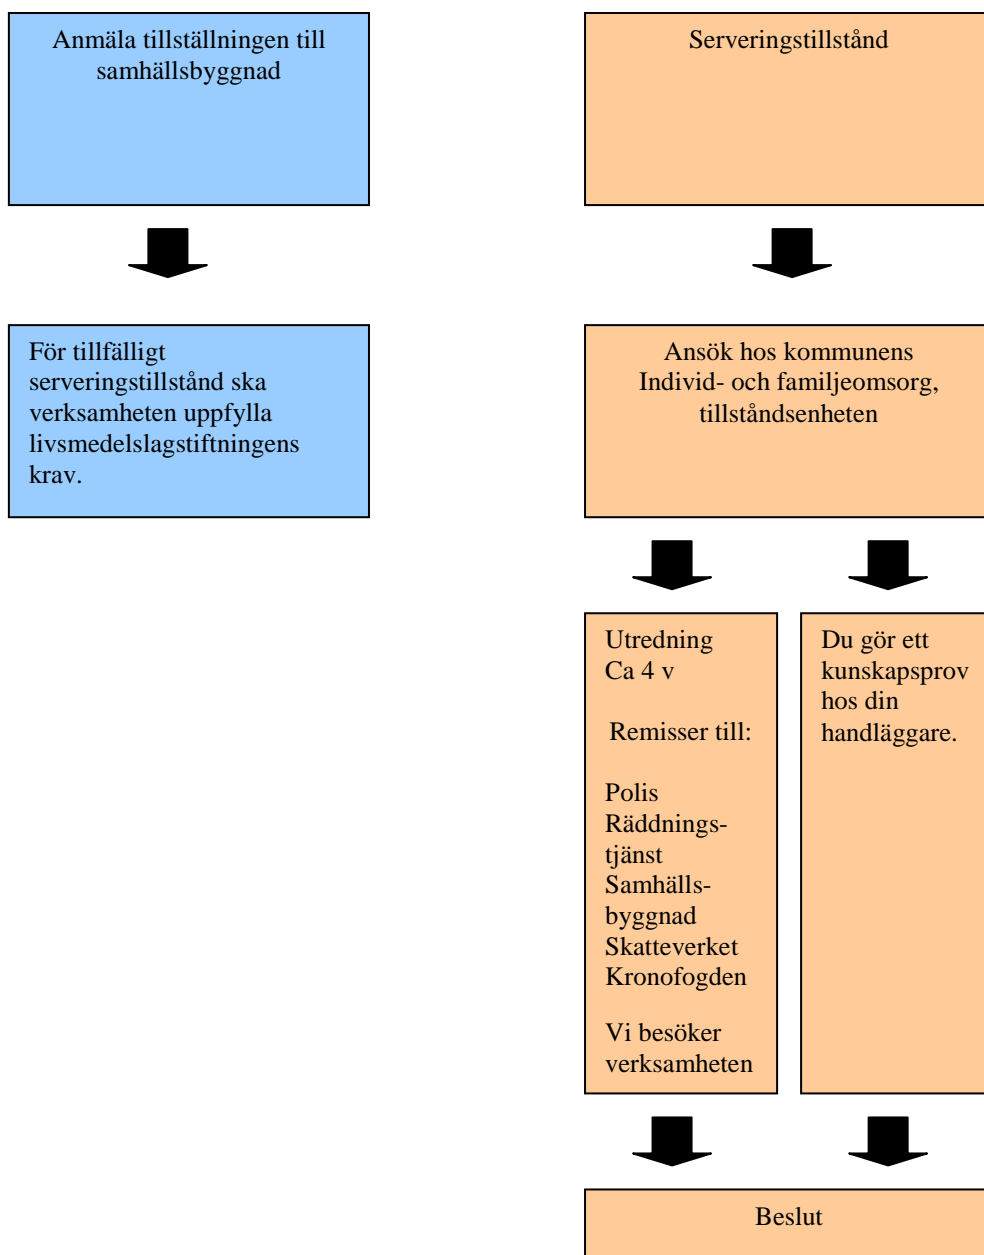 Anmäla tillställningen till
samhällsbyggnad
För tillfälligt
serveringstillstånd ska
verksamheten uppfylla
livsmedelslagstiftningens
krav.
Serveringstillstånd
Ansök hos kommunens
Individ- och familjeomsorg,
tillståndsenheten
Utredning
Ca 4 v
Remisser till:
Polis
Räddnings-
tjänst
Samhälls-
byggnad
Skatteverket
Kronofogden
Vi besöker
verksamheten
Du gör ett
kunskapsprov
hos din
handläggare.
Beslut